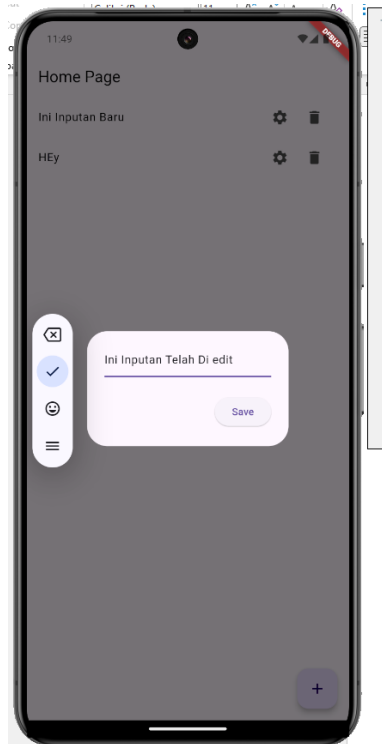 11:49
DEBUG
Home Page
Ini Inputan Baru
HEy
Ini Inputan Telah Di edit
Save